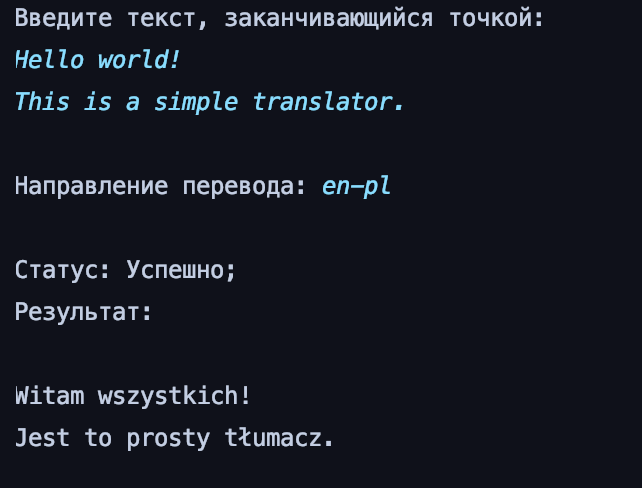 Введите текст, заканчивающийся точкой:
Hello world!
This is a simple translator.
Направление перевода: en-pl
Статус: Успешно;
Результат:
Witam wszystkich!
Jest to prosty tłumacz.